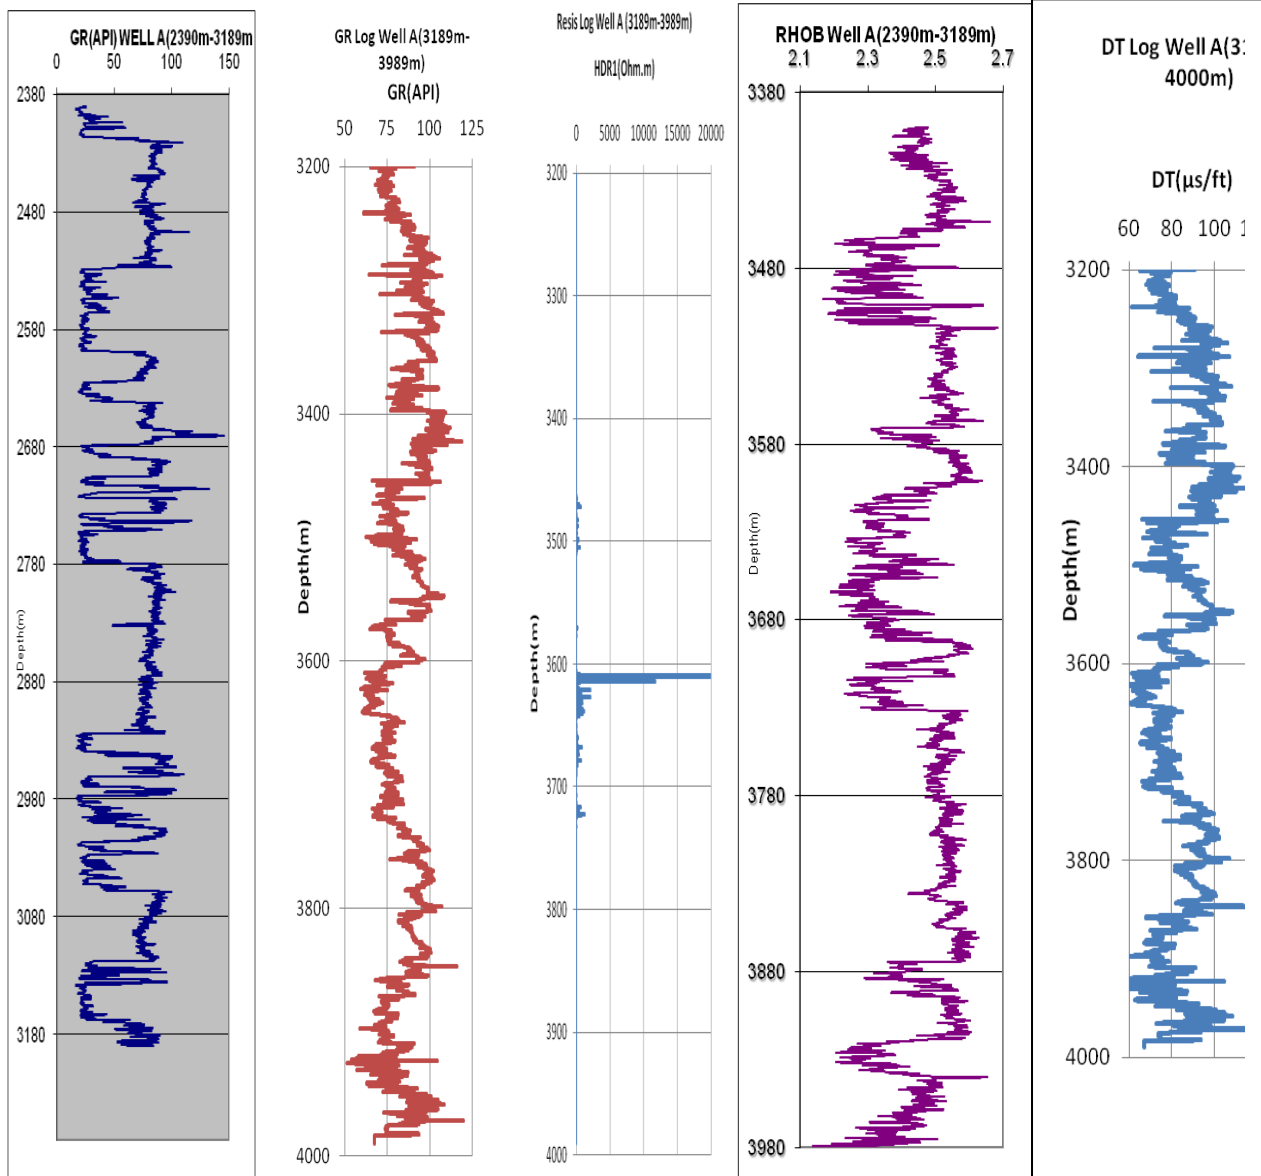 GR(API) WELL A(2390m-3189m
0 50 100 150
2380
2480
2580
2680
2780
2880
2980
3080
3180
Depth(m)
GR Log Well A(3189m-
3989m)
GR(API)
50 75 100 125
3200
3400
3600
3800
4000
Depth(m)
Resis Log Well A (3189m-3989m)
HDR1(Ohm.m)
0 5000 10000 15000 20000
3200
3300
3400
3500
3600
3700
3800
3900
4000
Depth(m)
RHOB Well A(2390m-3189m)
2.1 2.3 2.5 2.7
3380
3480
3580
3680
3780
3880
3980
Depth(m)
DT Log Well A(31
4000m)
DT(µs/ft)
60 80 100 1
3200
3400
3600
3800
4000
Depth(m)